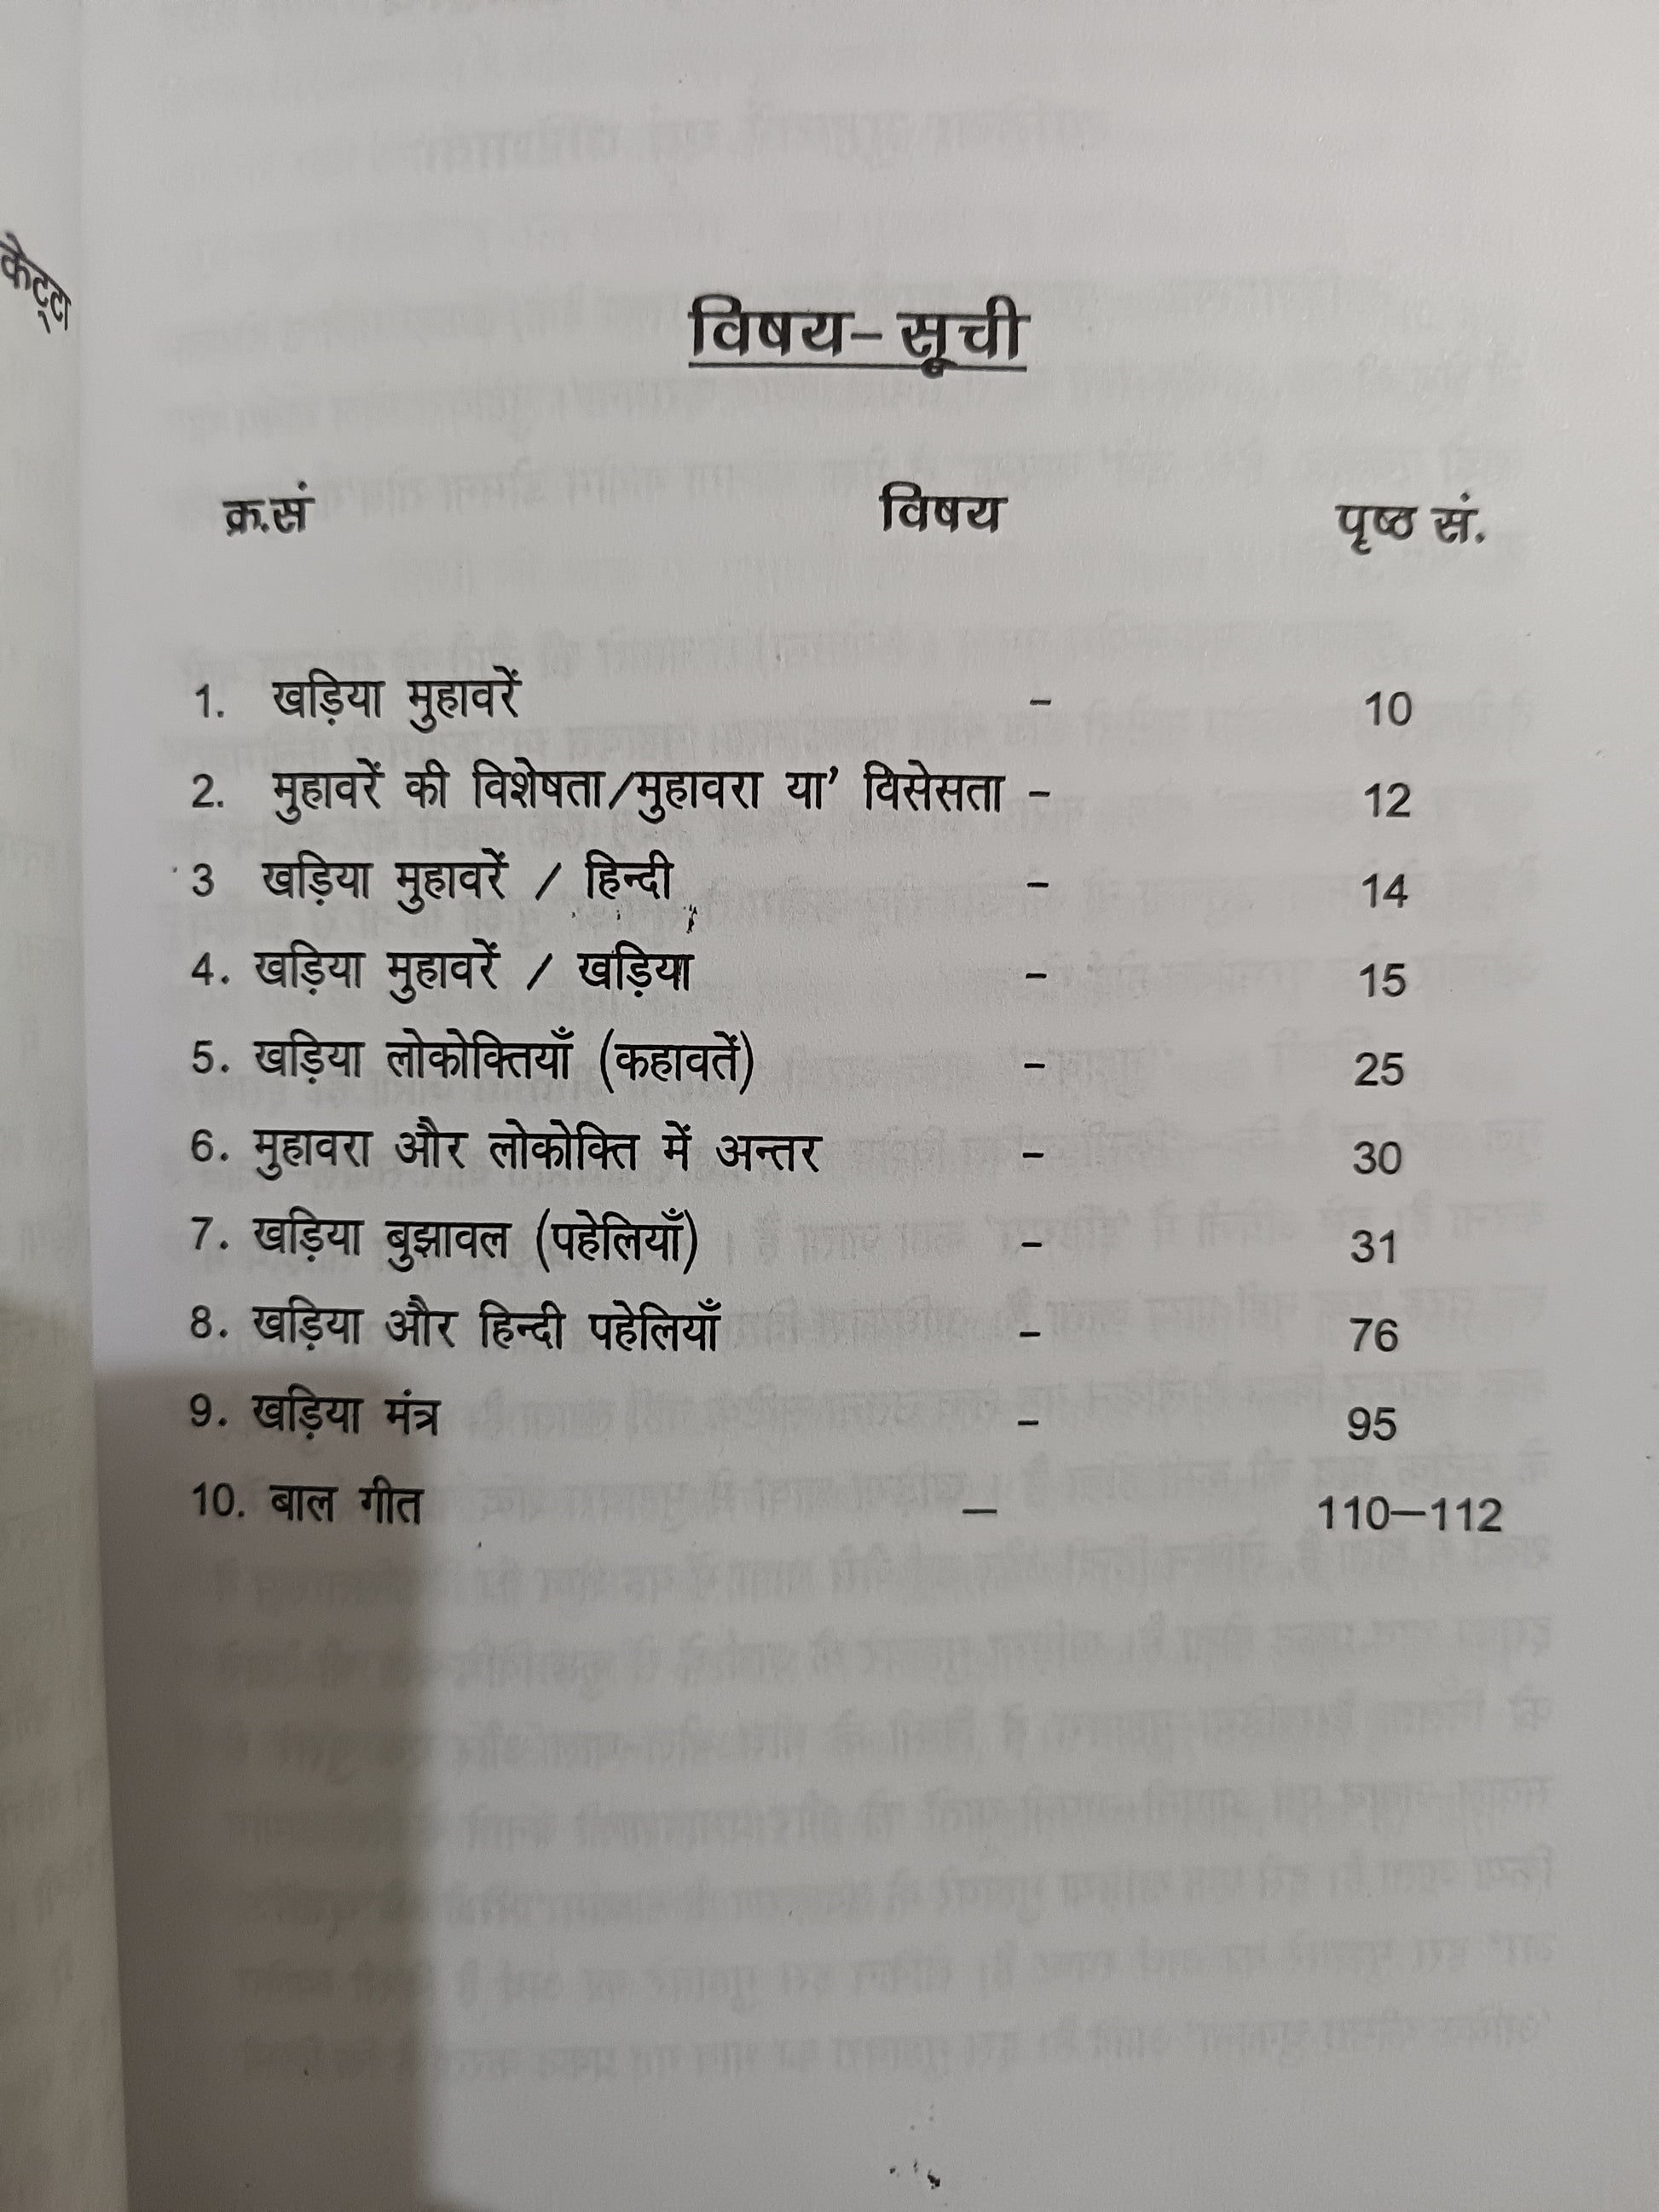 कैट्टा
विषय–सूची
क्र.सं विषय पृष्ठ सं.
1. खड़िया मुहावरें – 10
2. मुहावरें की विशेषता/मुहावरा या’ विसेसता – 12
3 खड़िया मुहावरें / हिन्दी – 14
4. खड़िया मुहावरें / खड़िया – 15
5. खड़िया लोकोक्तियाँ (कहावतें) – 25
6. मुहावरा और लोकोक्ति में अन्तर – 30
7. खड़िया बुझावल (पहेलियाँ) – 31
8. खड़िया और हिन्दी पहेलियाँ – 76
9. खड़िया मंत्र – 95
10. बाल गीत – 110–112